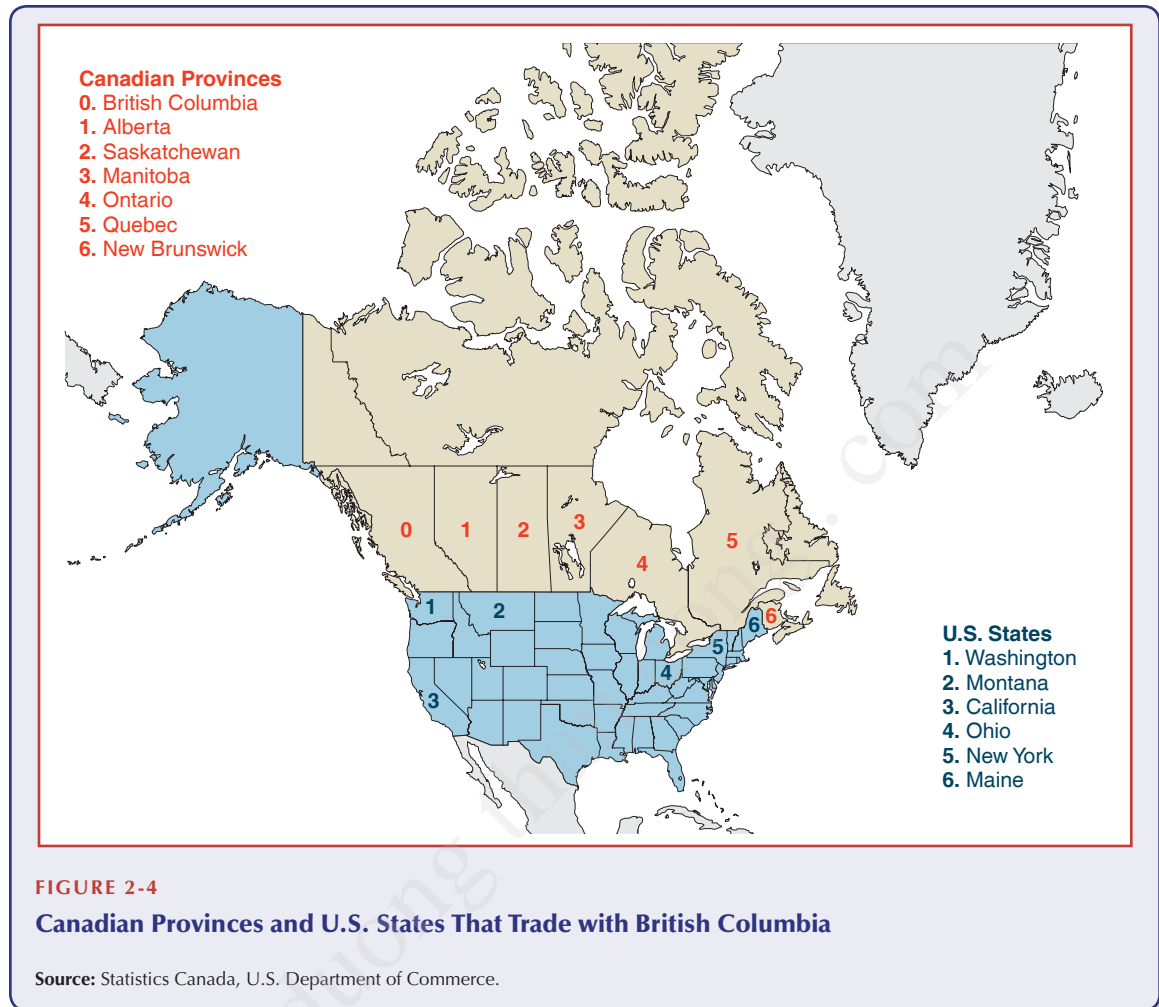 Canadian Provinces
0. British Columbia
1. Alberta
2. Saskatchewan
3. Manitoba
4. Ontario
5. Quebec
6. New Brunswick
0
1
2
3
4
5
6
1
2
3
4
5
6
U.S. States
1. Washington
2. Montana
3. California
4. Ohio
5. New York
6. Maine
FIGURE 2-4
Canadian Provinces and U.S. States That Trade with British Columbia
Source: Statistics Canada, U.S. Department of Commerce.